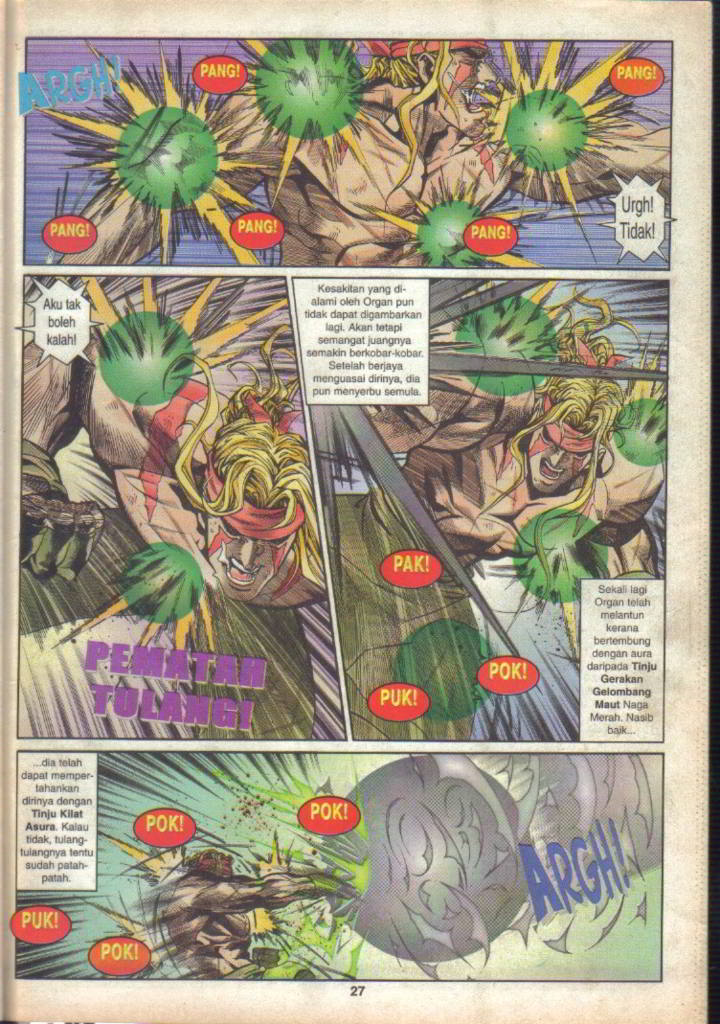 ARGH!
PANG!
PANG!
PANG!
PANG!
PANG!
Urgh!
Tidak!
Aku tak
boleh
kalah!
PEMATAH
TULANG!
Kesakitan yang di-
alami oleh Organ pun
tidak dapat digambarkan
lagi. Akan tetapi
semangat juangnya
semakin berkobar-kobar.
Setelah berjaya
menguasai dirinya, dia
pun menyerbu semula.
PAK!
POK!
PUK!
Sekali lagi
Organ telah
melantun
kerana
bertembung
dengan aura
daripada Tinju
Gerakan
Gelombang
Maut Naga
Merah. Nasib
baik...
...dia telah
dapat memper-
tahankan
dirinya dengan
Tinju Kilat
Asura. Kalau
tidak, tulang-
tulangnya tentu
sudah patah-
patah.
POK!
POK!
PUK!
POK!
ARGH!
27